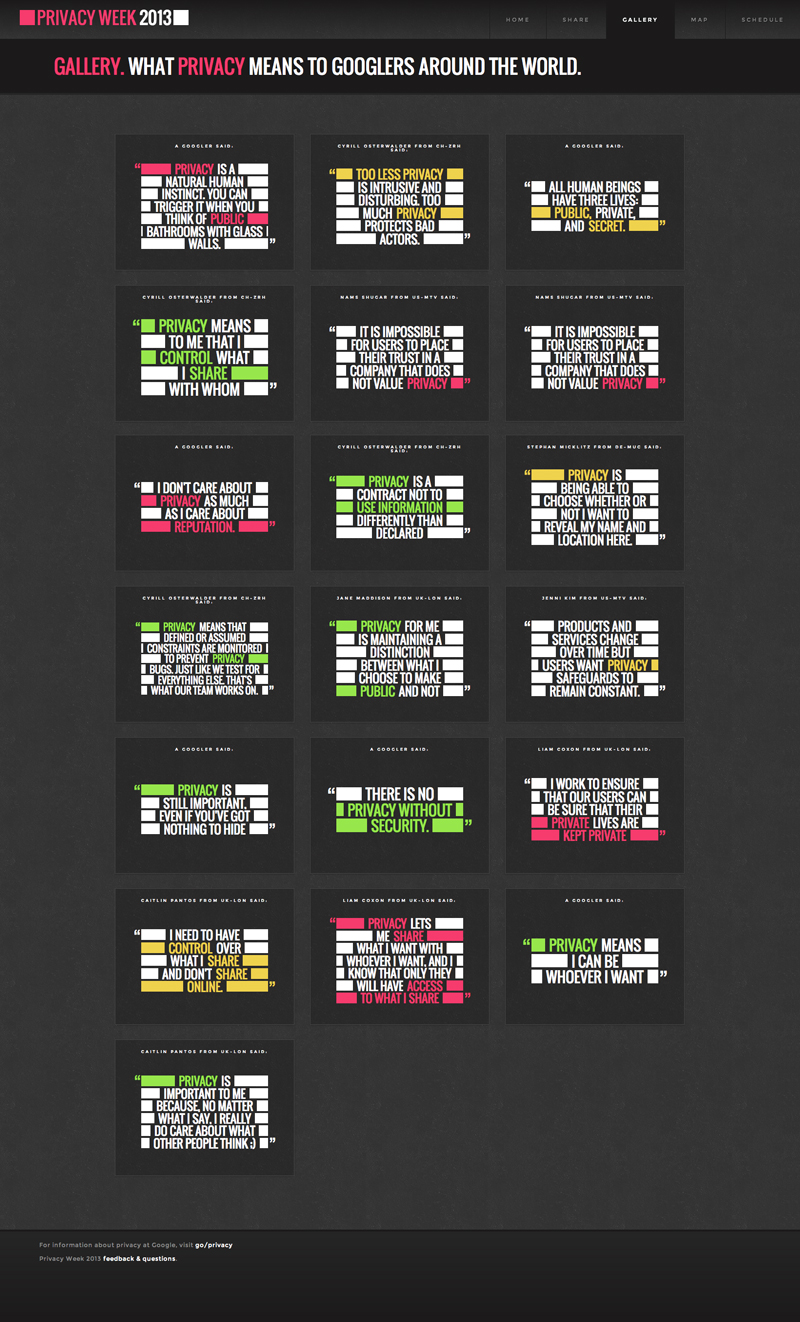 PRIVACY WEEK 2013
HOME
SHARE
GALLERY
MAP
SCHEDULE
GALLERY. WHAT PRIVACY MEANS TO GOOGLERS AROUND THE WORLD.
A GOOGLER SAID:
“ PRIVACY IS A
NATURAL HUMAN
INSTINCT. YOU CAN
TRIGGER IT WHEN YOU
THINK OF PUBLIC
BATHROOMS WITH GLASS
WALLS. ”
CYRILL OSTERWALDER FROM CH-ZRH
SAID:
“ TOO LESS PRIVACY
IS INTRUSIVE AND
DISTURBING. TOO
MUCH PRIVACY
PROTECTS BAD
ACTORS. ”
A GOOGLER SAID:
“ ALL HUMAN BEINGS
HAVE THREE LIVES:
PUBLIC, PRIVATE,
AND SECRET. ”
CYRILL OSTERWALDER FROM CH-ZRH
SAID:
“ PRIVACY MEANS
TO ME THAT I
CONTROL WHAT
I SHARE
WITH WHOM ”
NAMS SHUGAR FROM US-MTV SAID:
“ IT IS IMPOSSIBLE
FOR USERS TO PLACE
THEIR TRUST IN A
COMPANY THAT DOES
NOT VALUE PRIVACY ”
NAMS SHUGAR FROM US-MTV SAID:
“ IT IS IMPOSSIBLE
FOR USERS TO PLACE
THEIR TRUST IN A
COMPANY THAT DOES
NOT VALUE PRIVACY ”
A GOOGLER SAID:
“ I DON'T CARE ABOUT
PRIVACY AS MUCH
AS I CARE ABOUT
REPUTATION. ”
CYRILL OSTERWALDER FROM CH-ZRH
SAID:
“ PRIVACY IS A
CONTRACT NOT TO
USE INFORMATION
DIFFERENTLY THAN
DECLARED ”
STEPHAN MICKLITZ FROM DE-MUC SAID:
“ PRIVACY IS
BEING ABLE TO
CHOOSE WHETHER OR
NOT I WANT TO
REVEAL MY NAME AND
LOCATION HERE. ”
CYRILL OSTERWALDER FROM CH-ZRH
SAID:
“ PRIVACY MEANS THAT
DEFINED OR ASSUMED
CONSTRAINTS ARE MONITORED
TO PREVENT PRIVACY
BUGS. JUST LIKE WE TEST FOR
EVERYTHING ELSE. THAT'S
WHAT OUR TEAM WORKS ON. ”
JANE MADDISON FROM UK-LON SAID:
“ PRIVACY FOR ME
IS MAINTAINING A
DISTINCTION
BETWEEN WHAT I
CHOOSE TO MAKE
PUBLIC AND NOT ”
JENNI KIM FROM US-MTV SAID:
“ PRODUCTS AND
SERVICES CHANGE
OVER TIME BUT
USERS WANT PRIVACY
SAFEGUARDS TO
REMAIN CONSTANT. ”
A GOOGLER SAID:
“ PRIVACY IS
STILL IMPORTANT,
EVEN IF YOU'VE GOT
NOTHING TO HIDE ”
A GOOGLER SAID:
“ THERE IS NO
PRIVACY WITHOUT
SECURITY. ”
LIAM COXON FROM UK-LON SAID:
“ I WORK TO ENSURE
THAT OUR USERS CAN
BE SURE THAT THEIR
PRIVATE LIVES ARE
KEPT PRIVATE ”
CAITLIN PANTOS FROM UK-LON SAID:
“ I NEED TO HAVE
CONTROL OVER
WHAT I SHARE
AND DON'T SHARE
ONLINE. ”
LIAM COXON FROM UK-LON SAID:
“ PRIVACY LETS
ME SHARE
WHAT I WANT WITH
WHOEVER I WANT, AND I
KNOW THAT ONLY THEY
WILL HAVE ACCESS
TO WHAT I SHARE ”
A GOOGLER SAID:
“ PRIVACY MEANS
I CAN BE
WHOEVER I WANT ”
CAITLIN PANTOS FROM UK-LON SAID:
“ PRIVACY IS
IMPORTANT TO ME
BECAUSE, NO MATTER
WHAT I SAY, I REALLY
DO CARE ABOUT WHAT
OTHER PEOPLE THINK ;) ”
For information about privacy at Google, visit go/privacy
Privacy Week 2013 feedback & questions.